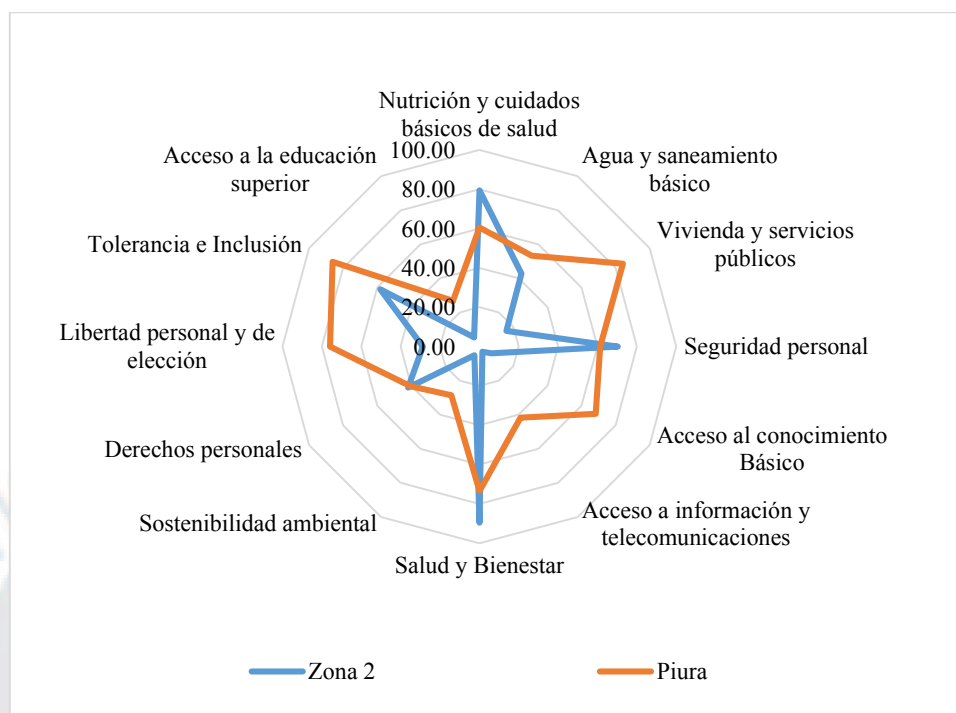 Nutrición y cuidados
básicos de salud
Agua y saneamiento
básico
Vivienda y servicios
públicos
Seguridad personal
Acceso al conocimiento
Básico
Acceso a información y
telecomunicaciones
Salud y Bienestar
Sostenibilidad ambiental
Derechos personales
Libertad personal y de
elección
Tolerancia e Inclusión
Acceso a la educación
superior
100.00
80.00
60.00
40.00
20.00
0.00
Zona 2
Piura